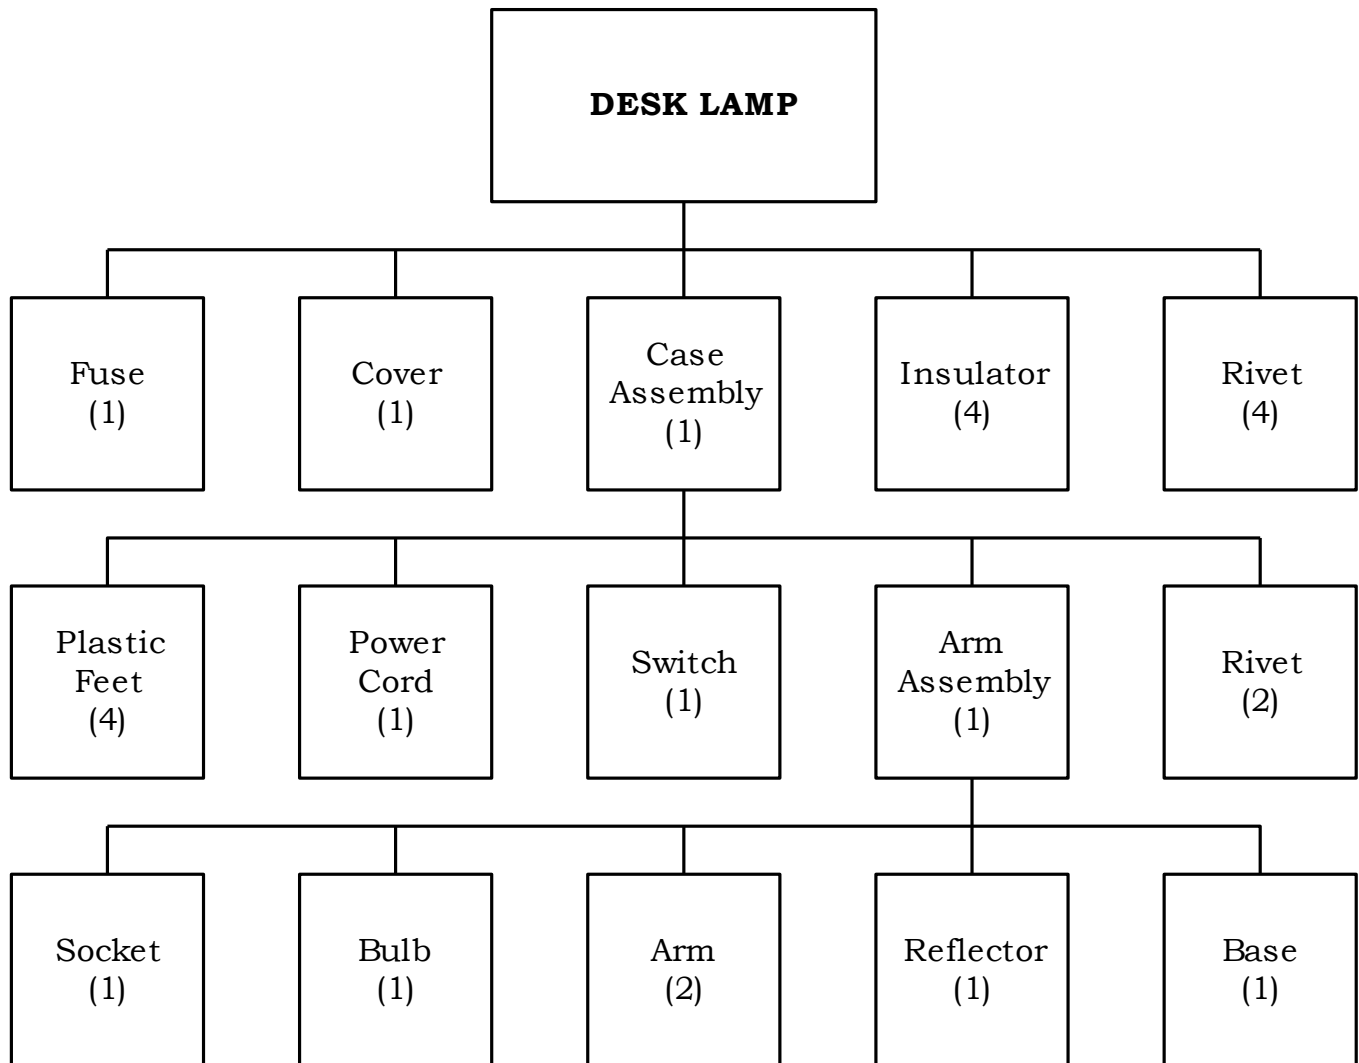 DESK LAMP
Fuse
(1)
Cover
(1)
Case
Assembly
(1)
Insulator
(4)
Rivet
(4)
Plastic
Feet
(4)
Power
Cord
(1)
Switch
(1)
Arm
Assembly
(1)
Rivet
(2)
Socket
(1)
Bulb
(1)
Arm
(2)
Reflector
(1)
Base
(1)